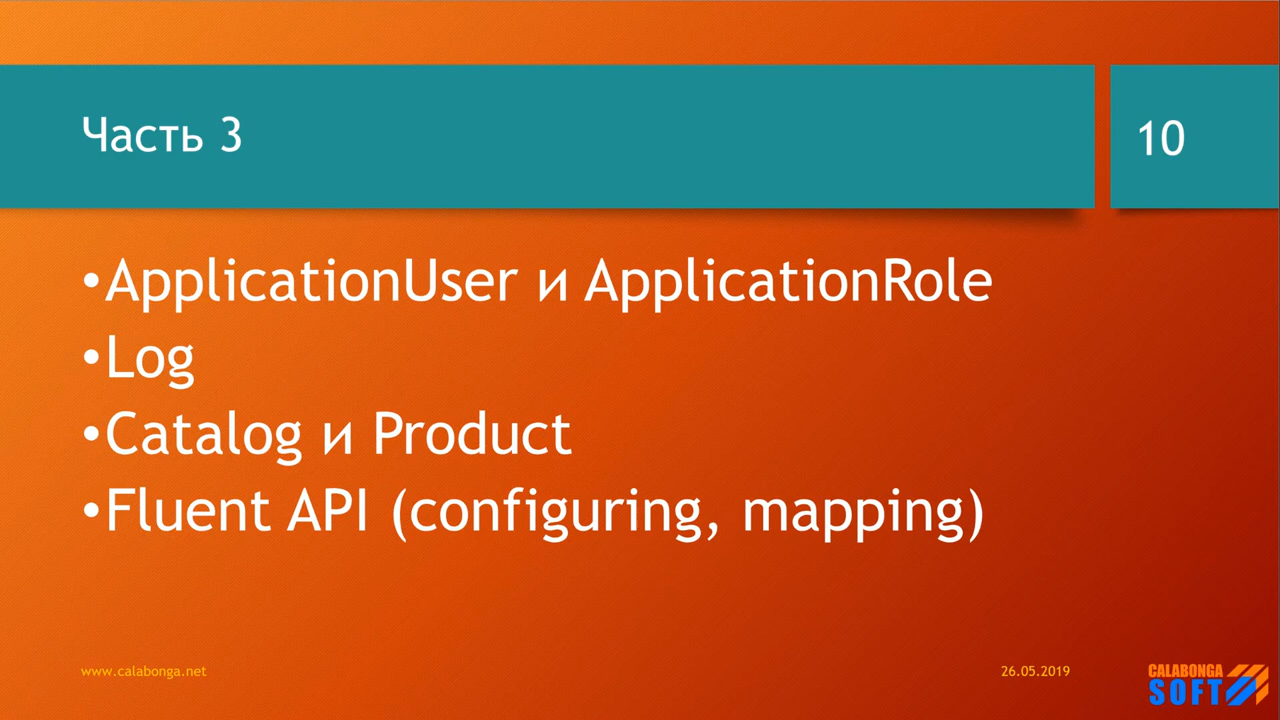 Часть 3
10
•ApplicationUser и ApplicationRole
•Log
•Catalog и Product
•Fluent API (configuring, mapping)
www.calabonga.net
26.05.2019
CALABONGA
SOFT